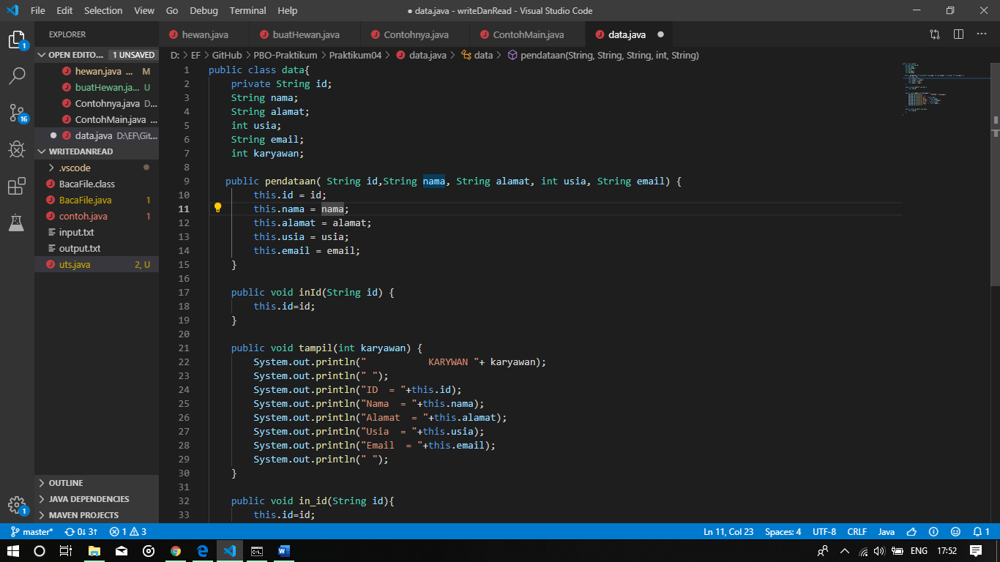 File Edit Selection View Go Debug Terminal Help
● data.java - writeDanRead - Visual Studio Code
EXPLORER
hewan.java
buatHewan.java
Contohnya.java
ContohMain.java
data.java
OPEN EDITO... 1 UNSAVED
hewan.java ... M
buatHewan.ja... U
Contohnya.java D...
ContohMain.java ...
data.java D:\EF\Git...
WRITEDANREAD
.vscode
BacaFile.class
BacaFile.java 1
contoh.java 1
input.txt
output.txt
uts.java 2, U
OUTLINE
JAVA DEPENDENCIES
MAVEN PROJECTS
1
16
1
D: > EF > GitHub > PBO-Praktikum > Praktikum04 > data.java > data > pendataan(String, String, String, int, String)
1 public class data{
2 private String id;
3 String nama;
4 String alamat;
5 int usia;
6 String email;
7 int karyawan;
8
9 public pendataan( String id,String nama, String alamat, int usia, String email) {
10 this.id = id;
11 this.nama = nama;
12 this.alamat = alamat;
13 this.usia = usia;
14 this.email = email;
15 }
16
17 public void inId(String id) {
18 this.id=id;
19 }
20
21 public void tampil(int karyawan) {
22 System.out.println("           KARYWAN "+ karyawan);
23 System.out.println(" ");
24 System.out.println("ID  = "+this.id);
25 System.out.println("Nama  = "+this.nama);
26 System.out.println("Alamat  = "+this.alamat);
27 System.out.println("Usia  = "+this.usia);
28 System.out.println("Email  = "+this.email);
29 System.out.println(" ");
30 }
31
32 public void in_id(String id){
33 this.id=id;
master* 0↓ 3↑ 1 3
Ln 11, Col 23 Spaces: 4 UTF-8 CRLF Java 1
ENG 17:52